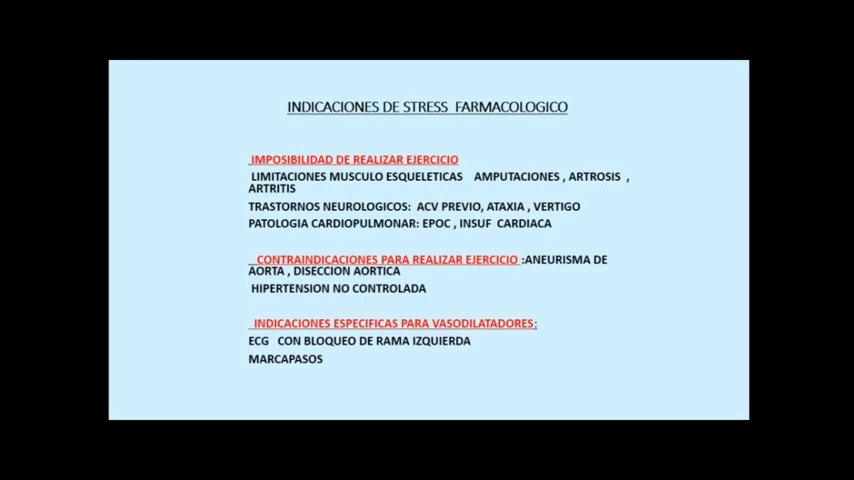 INDICACIONES DE STRESS FARMACOLOGICO
IMPOSIBILIDAD DE REALIZAR EJERCICIO
LIMITACIONES MUSCULO ESQUELETICAS AMPUTACIONES , ARTROSIS ,
ARTRITIS
TRASTORNOS NEUROLOGICOS: ACV PREVIO, ATAXIA , VERTIGO
PATOLOGIA CARDIOPULMONAR: EPOC , INSUF CARDIACA
CONTRAINDICACIONES PARA REALIZAR EJERCICIO :ANEURISMA DE
AORTA , DISECCION AORTICA
HIPERTENSION NO CONTROLADA
INDICACIONES ESPECIFICAS PARA VASODILATADORES:
ECG CON BLOQUEO DE RAMA IZQUIERDA
MARCAPASOS